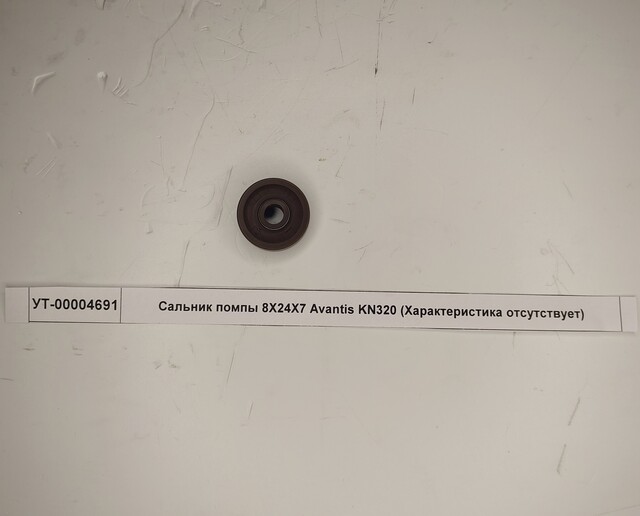 УТ-00004691 Сальник помпы 8X24X7 Avantis KN320 (Характеристика отсутствует)